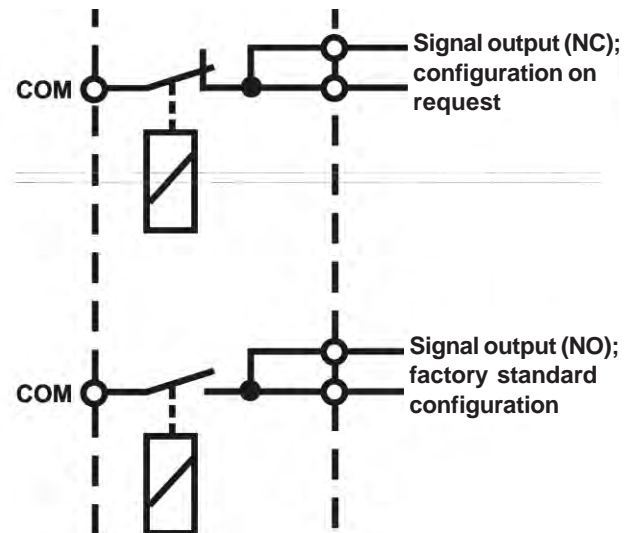 Signal output (NC);
configuration on
request
COM
Signal output (NO);
factory standard
configuration
COM